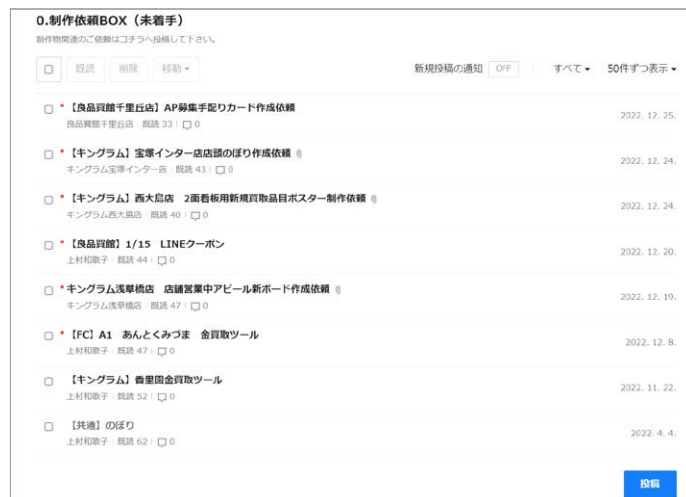 0.制作依頼BOX（未着手）
制作物関連のご依頼はコチラへ投稿して下さい。
既読 削除 移動 新規投稿の通知 OFF すべて 50件ずつ表示
* 【良品買館千里丘店】AP募集手配りカード作成依頼
良品買館千里丘店 既読 33 0 2022. 12. 25.
* 【キングラム】宝塚インター店店頭のぼり作成依頼
キングラム宝塚インター店 既読 43 0 2022. 12. 24.
* 【キングラム】西大島店 2面看板用新規買取品目ポスター制作依頼
キングラム西大島店 既読 40 0 2022. 12. 24.
* 【良品買館】1/15 LINEクーポン
上村和歌子 既読 44 0 2022. 12. 20.
* キングラム浅草橋店 店舗営業中アピール新ボード作成依頼
キングラム浅草橋店 既読 47 0 2022. 12. 19.
* 【FC】A1 あんとくみづま 金買取ツール
上村和歌子 既読 47 0 2022. 12. 8.
【キングラム】香里園金買取ツール
上村和歌子 既読 52 0 2022. 11. 22.
【共通】のぼり
上村和歌子 既読 62 0 2022. 4. 4.
投稿